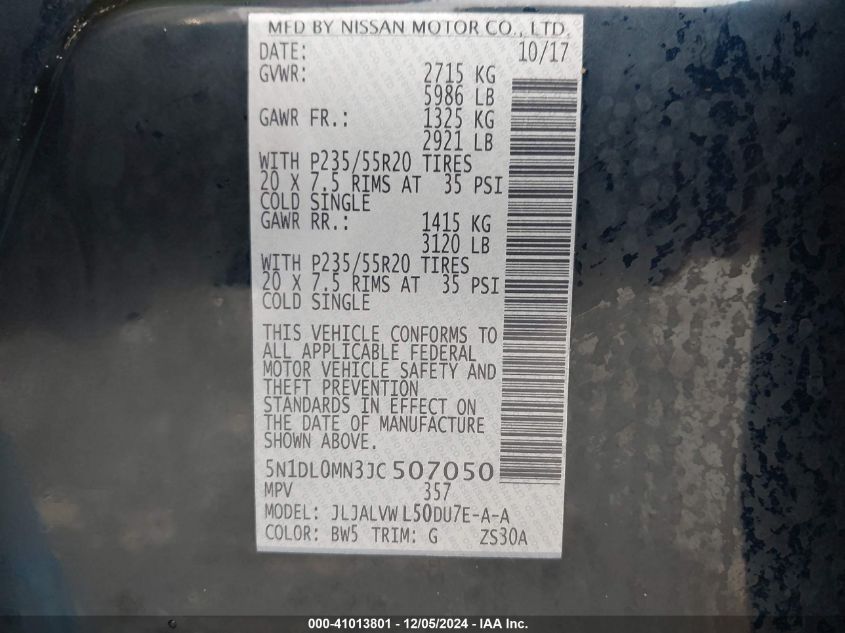 MFD BY NISSAN MOTOR CO., LTD.
DATE: 10/17
GVWR: 2715 KG
5986 LB
GAWR FR.: 1325 KG
2921 LB
WITH P235/55R20 TIRES
20 X 7.5 RIMS AT 35 PSI
COLD SINGLE
GAWR RR.: 1415 KG
3120 LB
WITH P235/55R20 TIRES
20 X 7.5 RIMS AT 35 PSI
COLD SINGLE
THIS VEHICLE CONFORMS TO
ALL APPLICABLE FEDERAL
MOTOR VEHICLE SAFETY AND
THEFT PREVENTION
STANDARDS IN EFFECT ON
THE DATE OF MANUFACTURE
SHOWN ABOVE.
5N1DL0MN3JC507050
MPV 357
MODEL: JLJALVWL50DU7E-A-A
COLOR: BW5 TRIM: G ZS30A
000-41013801 - 12/05/2024 - IAA Inc.